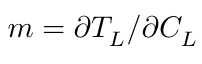 m = ∂T_L/∂C_L